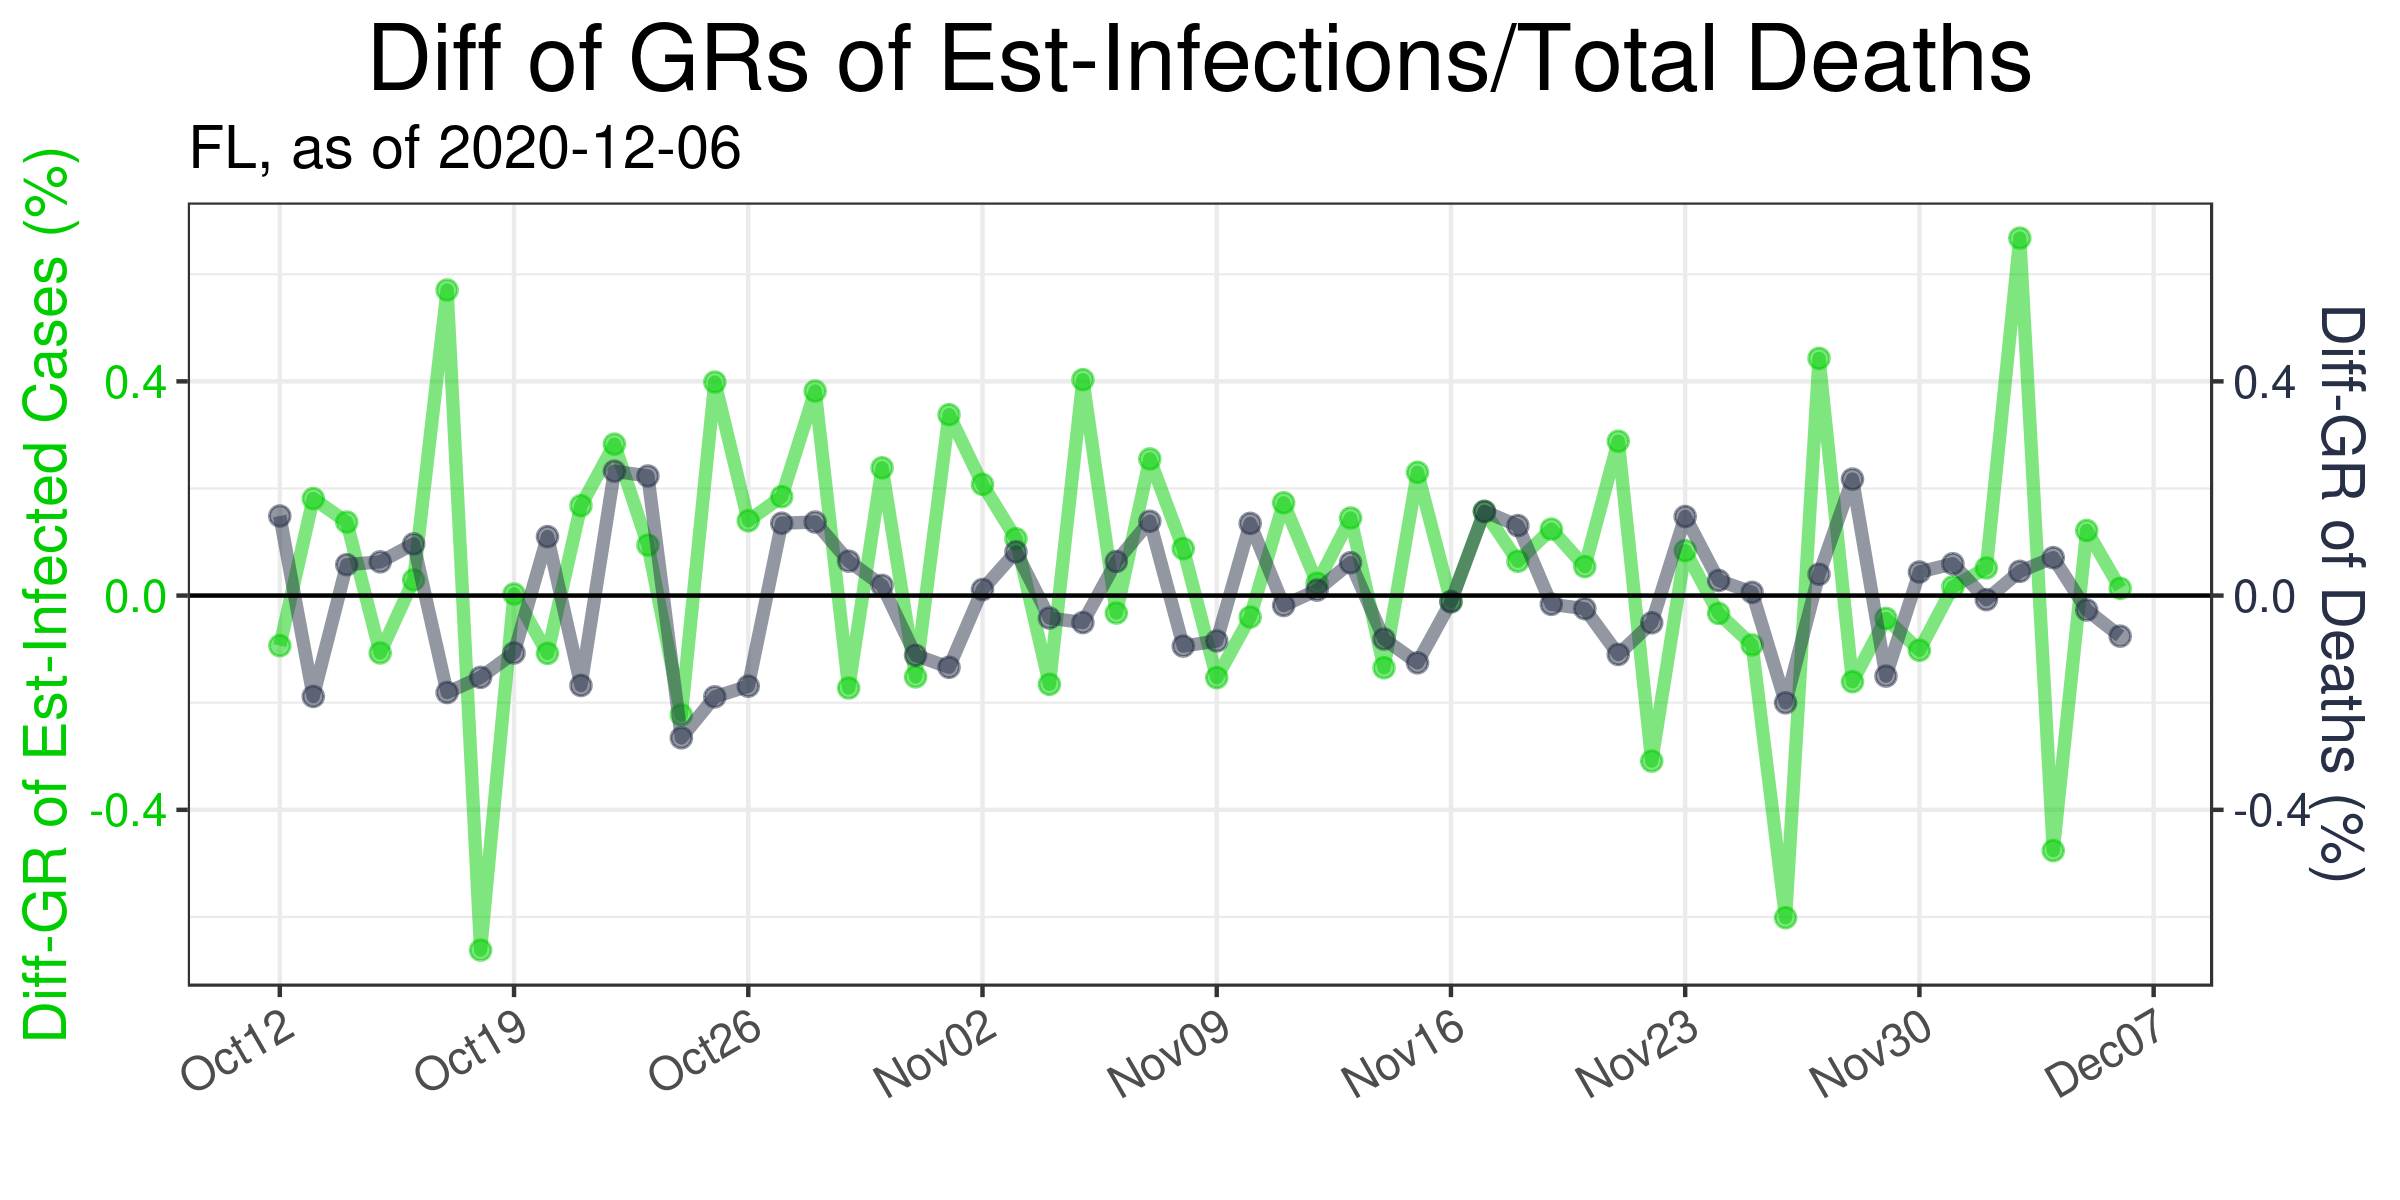 Diff of GRs of Est-Infections/Total Deaths
FL, as of 2020-12-06
Diff-GR of Est-Infected Cases (%)
0.4
0.0
-0.4
0.4
0.0
-0.4
Diff-GR of Deaths (%)
Oct12
Oct19
Oct26
Nov02
Nov09
Nov16
Nov23
Nov30
Dec07